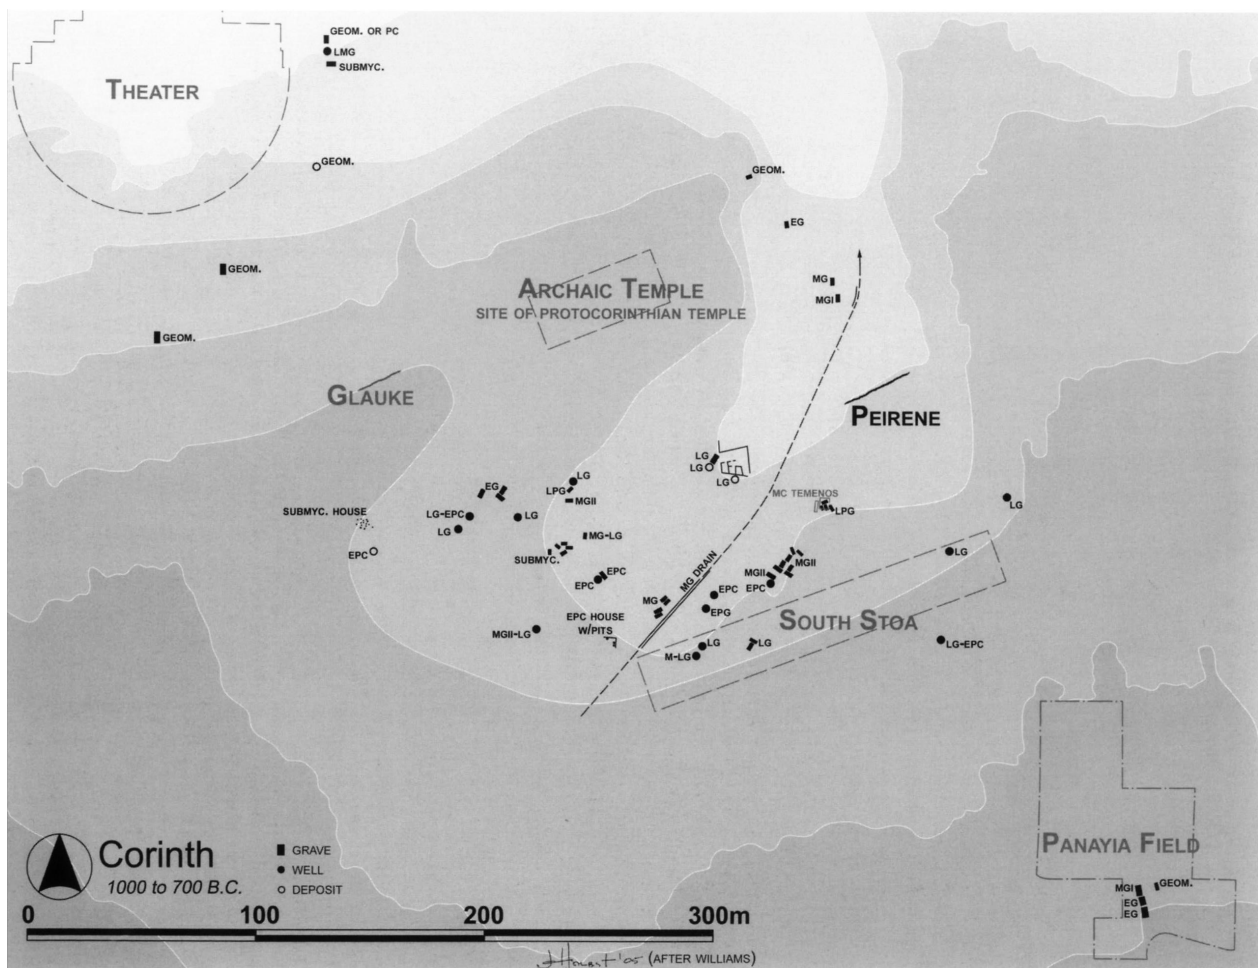 GEOM. OR PC
LMG
SUBMYC.
THEATER
GEOM.
GEOM.
EG
GEOM.
MG
MGI
ARCHAIC TEMPLE
SITE OF PROTOCORINTHIAN TEMPLE
GEOM.
GLAUKE
PEIRENE
LG
LG
LG
LG
LPG
MGII
EG
MC TEMENOS
LPG
LG
SUBMYC. HOUSE
LG-EPC
LG
LG
EPC
MG-LG
SUBMYC.
MG DRAIN
LG
MGII
MGII
EPC
EPC
EPC
EPC
EPG
MG
EPC HOUSE
W/PITS
MGII-LG
SOUTH STOA
LG
M-LG
LG
LG-EPC
PANAYIA FIELD
MGI
GEOM.
EG
EG
Corinth
1000 to 700 B.C.
GRAVE
WELL
DEPOSIT
0 100 200 300m
'05 (AFTER WILLIAMS)